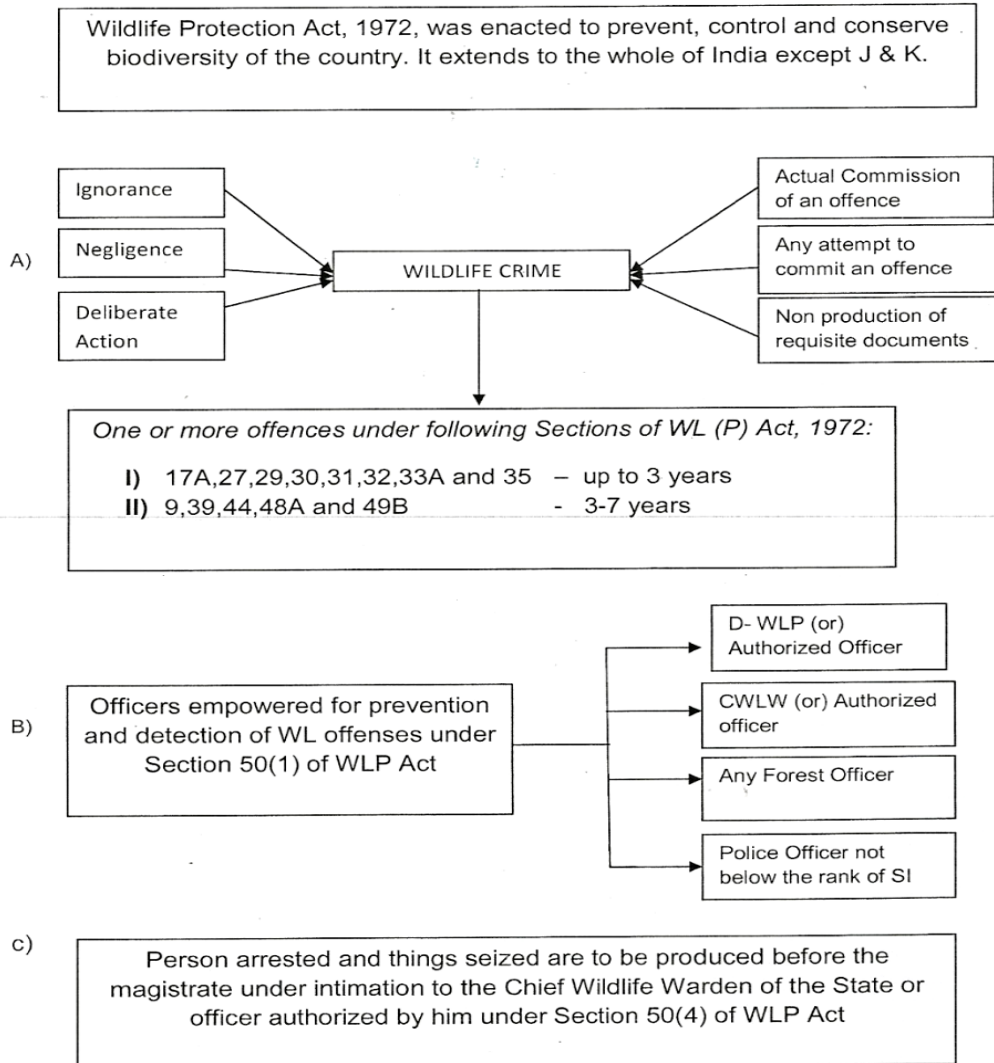 Wildlife Protection Act, 1972, was enacted to prevent, control and conserve
biodiversity of the country. It extends to the whole of India except J & K.
A)
Ignorance
Negligence
Deliberate
Action
WILDLIFE CRIME
Actual Commission
of an offence
Any attempt to
commit an offence
Non production of
requisite documents
One or more offences under following Sections of WL (P) Act, 1972:
I) 17A,27,29,30,31,32,33A and 35 – up to 3 years
II) 9,39,44,48A and 49B - 3-7 years
B)
Officers empowered for prevention
and detection of WL offenses under
Section 50(1) of WLP Act
D- WLP (or)
Authorized Officer
CWLW (or) Authorized
officer
Any Forest Officer
Police Officer not
below the rank of SI
c)
Person arrested and things seized are to be produced before the
magistrate under intimation to the Chief Wildlife Warden of the State or
officer authorized by him under Section 50(4) of WLP Act